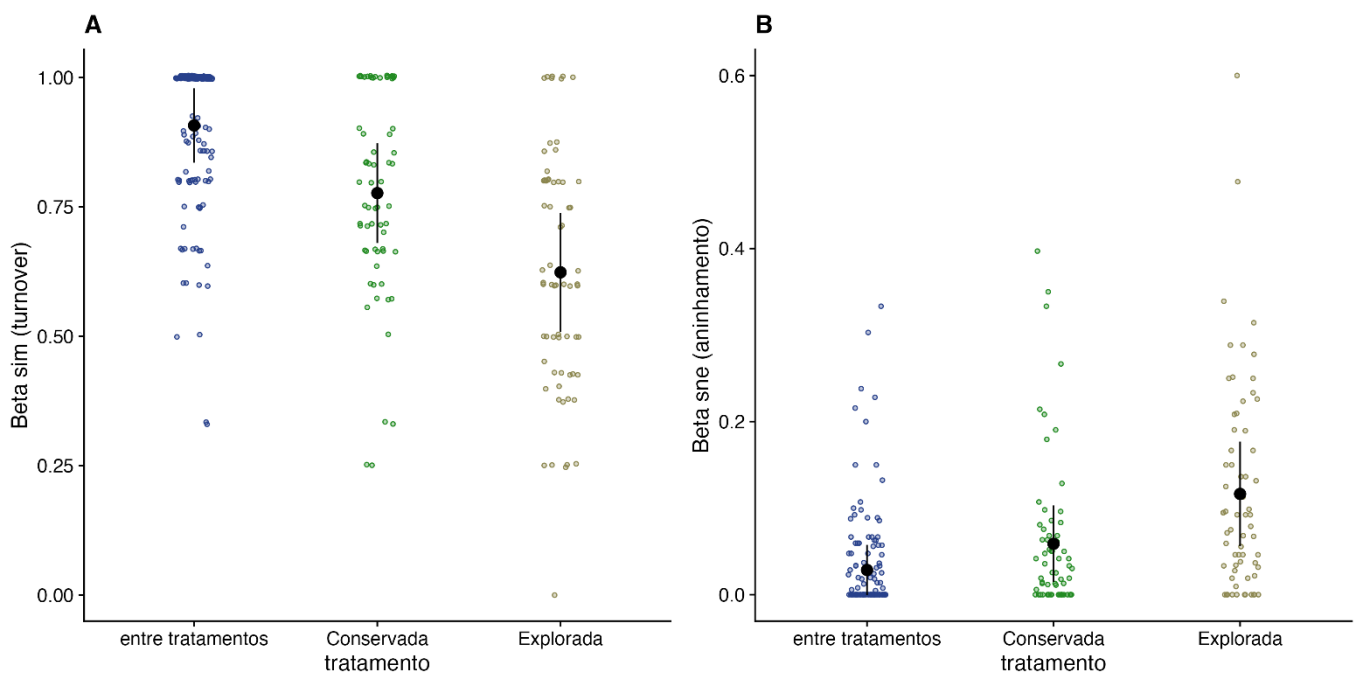 A
1.00
0.75
0.50
0.25
0.00
Beta sim (turnover)
entre tratamentos
Conservada
Explorada
tratamento
B
0.6
0.4
0.2
0.0
Beta sne (aninhamento)
entre tratamentos
Conservada
Explorada
tratamento